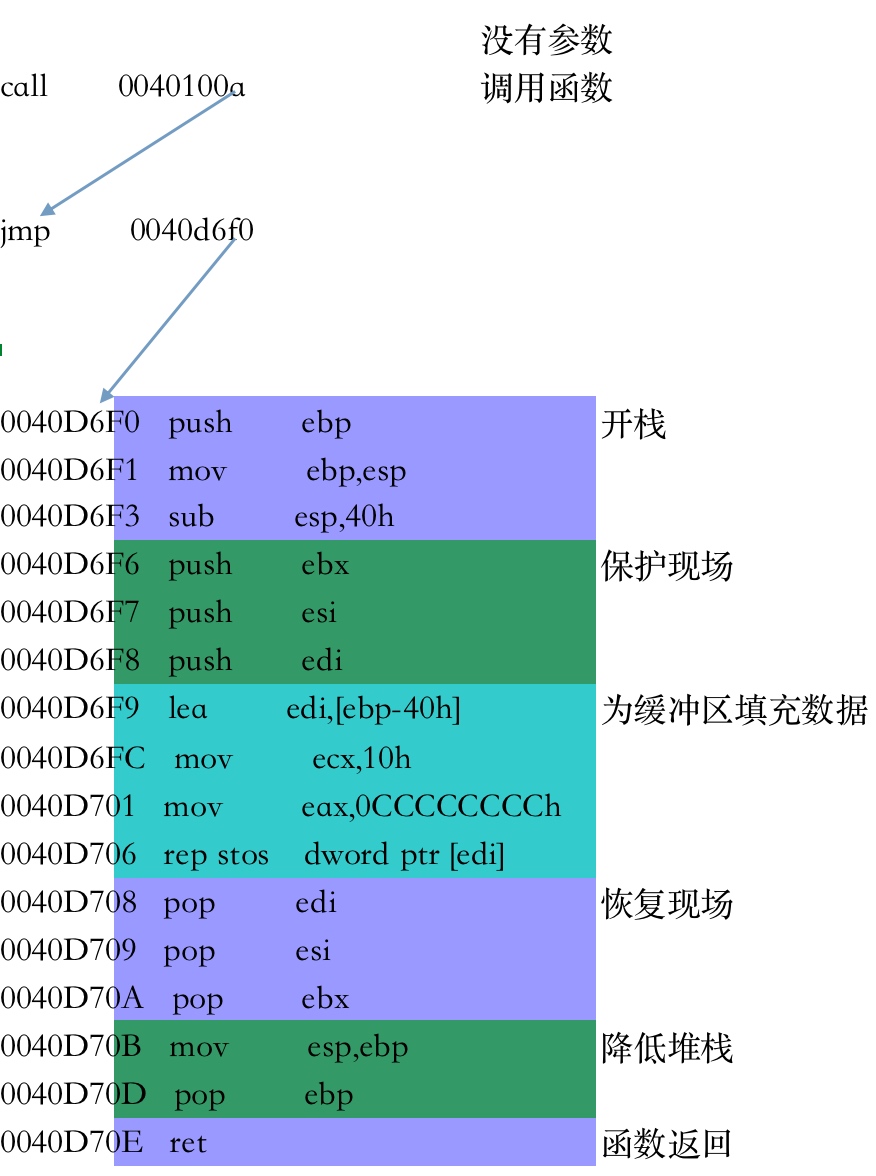 没有参数
call 0040100a 调用函数
jmp 0040d6f0
0040D6F0 push ebp 开栈
0040D6F1 mov ebp,esp
0040D6F3 sub esp,40h
0040D6F6 push ebx 保护现场
0040D6F7 push esi
0040D6F8 push edi
0040D6F9 lea edi,[ebp-40h] 为缓冲区填充数据
0040D6FC mov ecx,10h
0040D701 mov eax,0CCCCCCCCh
0040D706 rep stos dword ptr [edi]
0040D708 pop edi 恢复现场
0040D709 pop esi
0040D70A pop ebx
0040D70B mov esp,ebp 降低堆栈
0040D70D pop ebp
0040D70E ret 函数返回